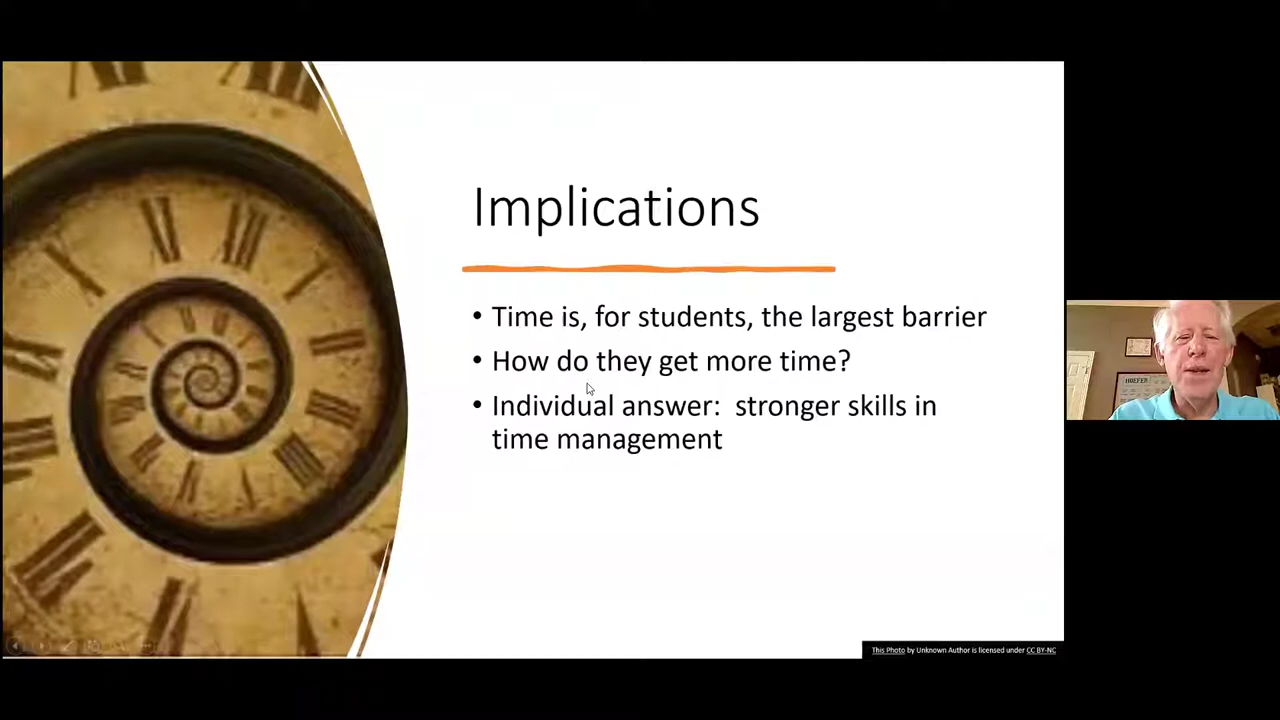 Implications
• Time is, for students, the largest barrier
• How do they get more time?
• Individual answer:  stronger skills in
time management
HOEFER
This Photo by Unknown Author is licensed under CC BY-NC